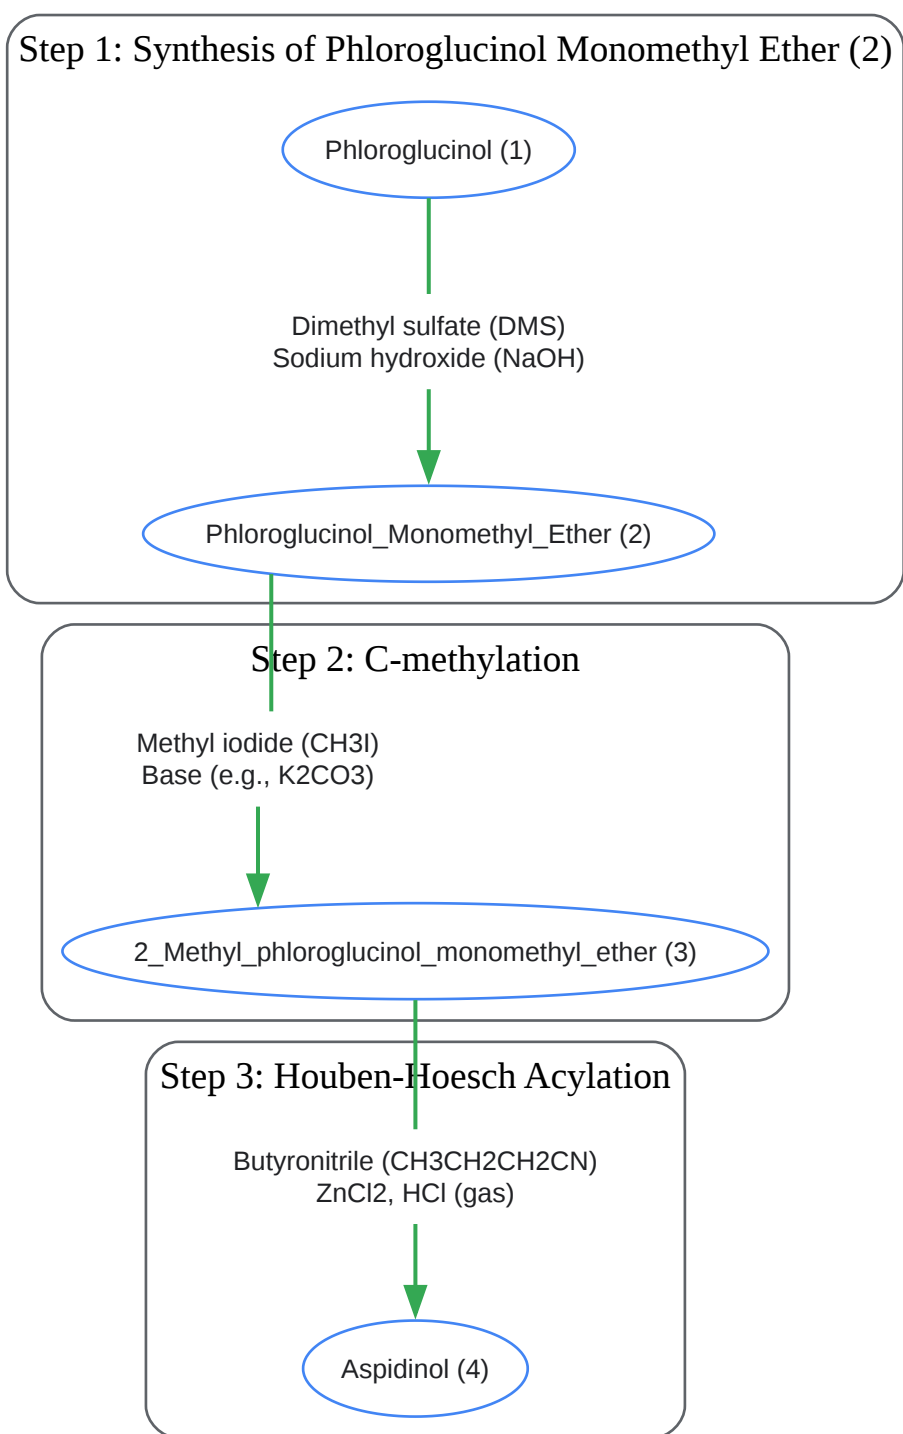 Step 1: Synthesis of Phloroglucinol Monomethyl Ether (2)
Phloroglucinol (1)
Dimethyl sulfate (DMS)
Sodium hydroxide (NaOH)
Phloroglucinol_Monomethyl_Ether (2)
Step 2: C-methylation
Methyl iodide (CH3I)
Base (e.g., K2CO3)
2_Methyl_phloroglucinol_monomethyl_ether (3)
Step 3: Houben-Hoesch Acylation
Butyronitrile (CH3CH2CH2CN)
ZnCl2, HCl (gas)
Aspidinol (4)